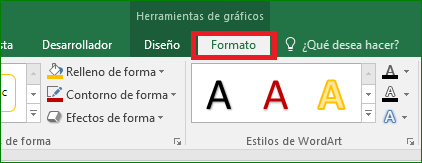 Herramientas de gráficos
sta Desarrollador Diseño Formato ¿Qué desea hacer?
c Relleno de forma A A A A
Contorno de forma A
Efectos de forma A
de forma Estilos de WordArt